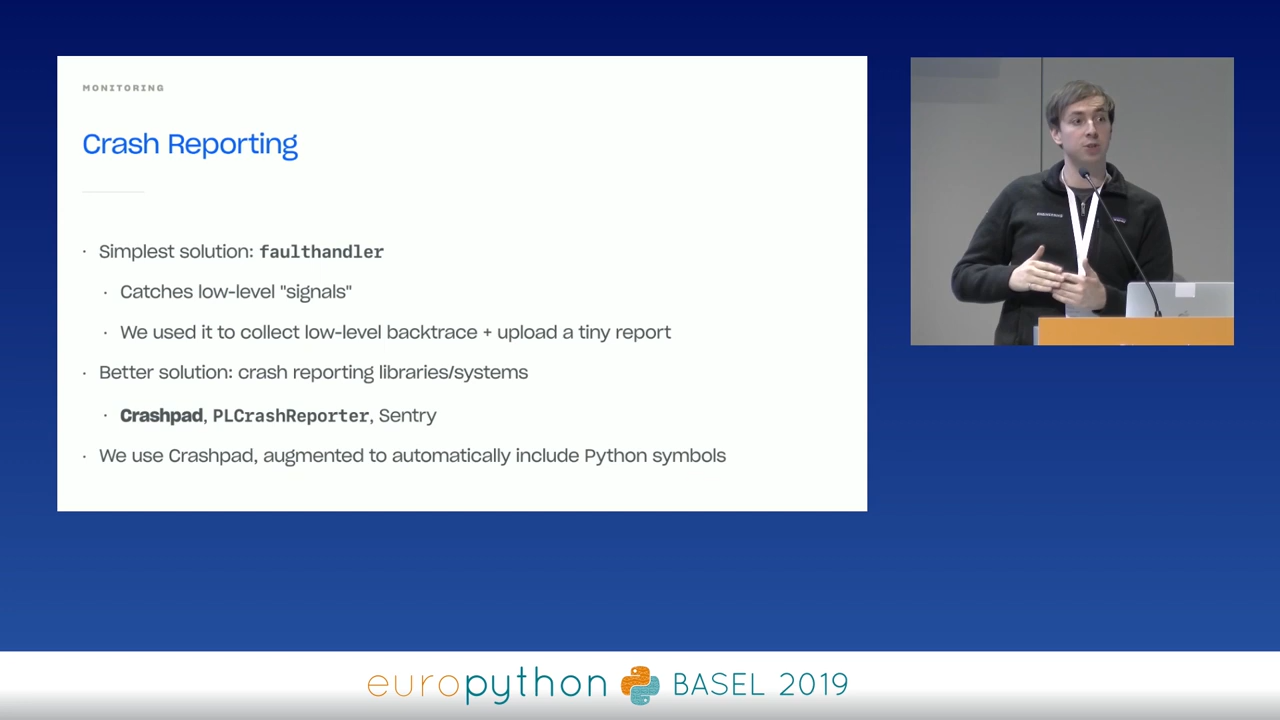 MONITORING
Crash Reporting
· Simplest solution: faulthandler
· Catches low-level "signals"
· We used it to collect low-level backtrace + upload a tiny report
· Better solution: crash reporting libraries/systems
· Crashpad, PLCrashReporter, Sentry
· We use Crashpad, augmented to automatically include Python symbols
europython BASEL 2019